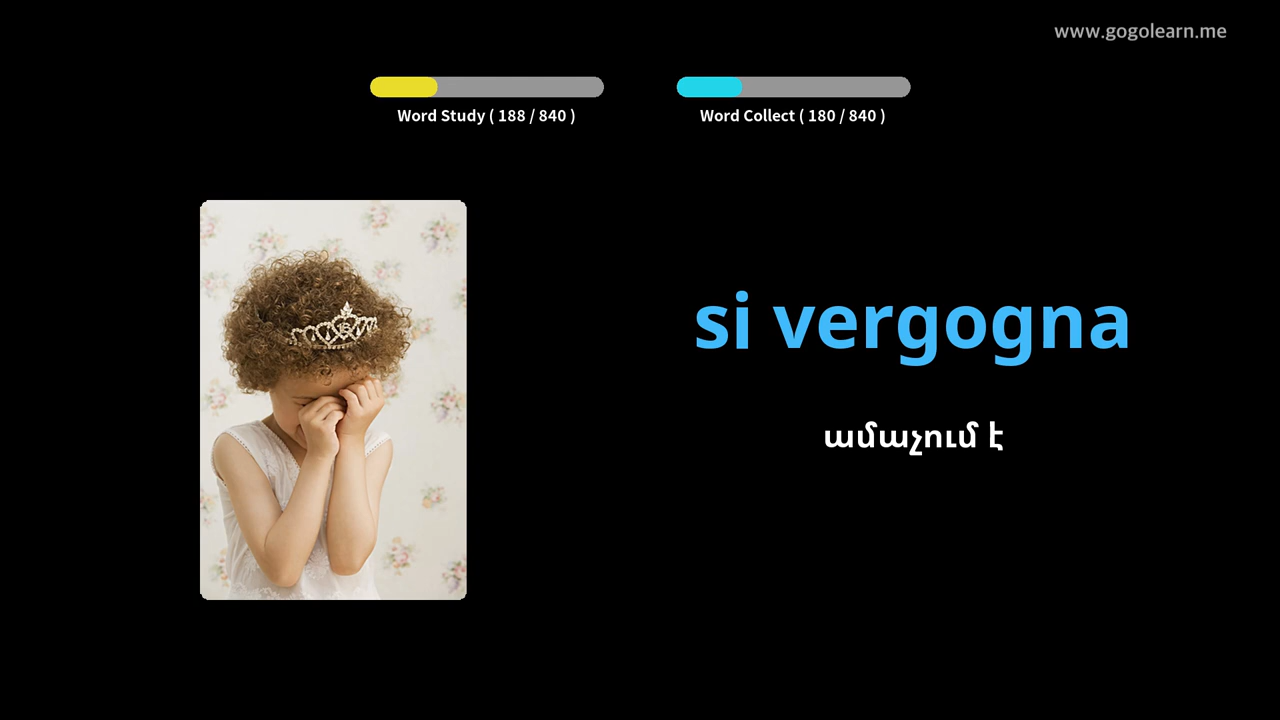 www.gogolearn.me
Word Study ( 188 / 840 )
Word Collect ( 180 / 840 )
si vergogna
ամաչում է